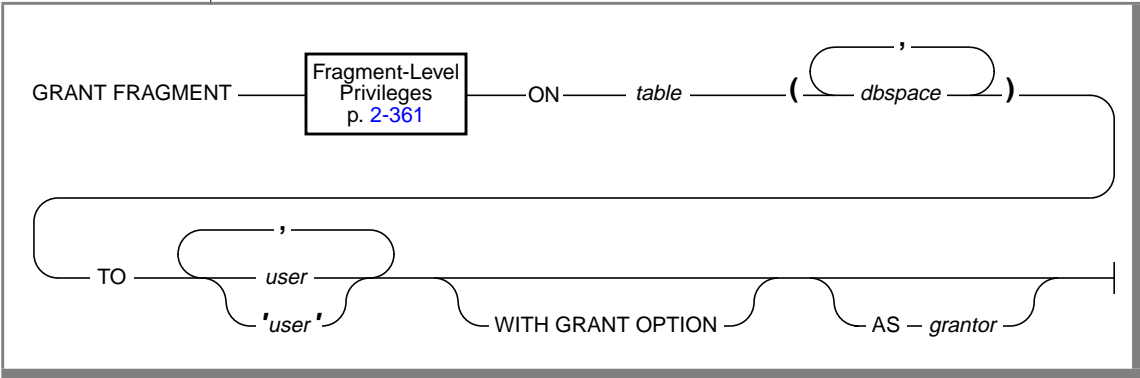 ,
GRANT FRAGMENT Fragment-Level Privileges p. 2-361 ON table ( dbspace )
,
TO user
'user' WITH GRANT OPTION AS grantor